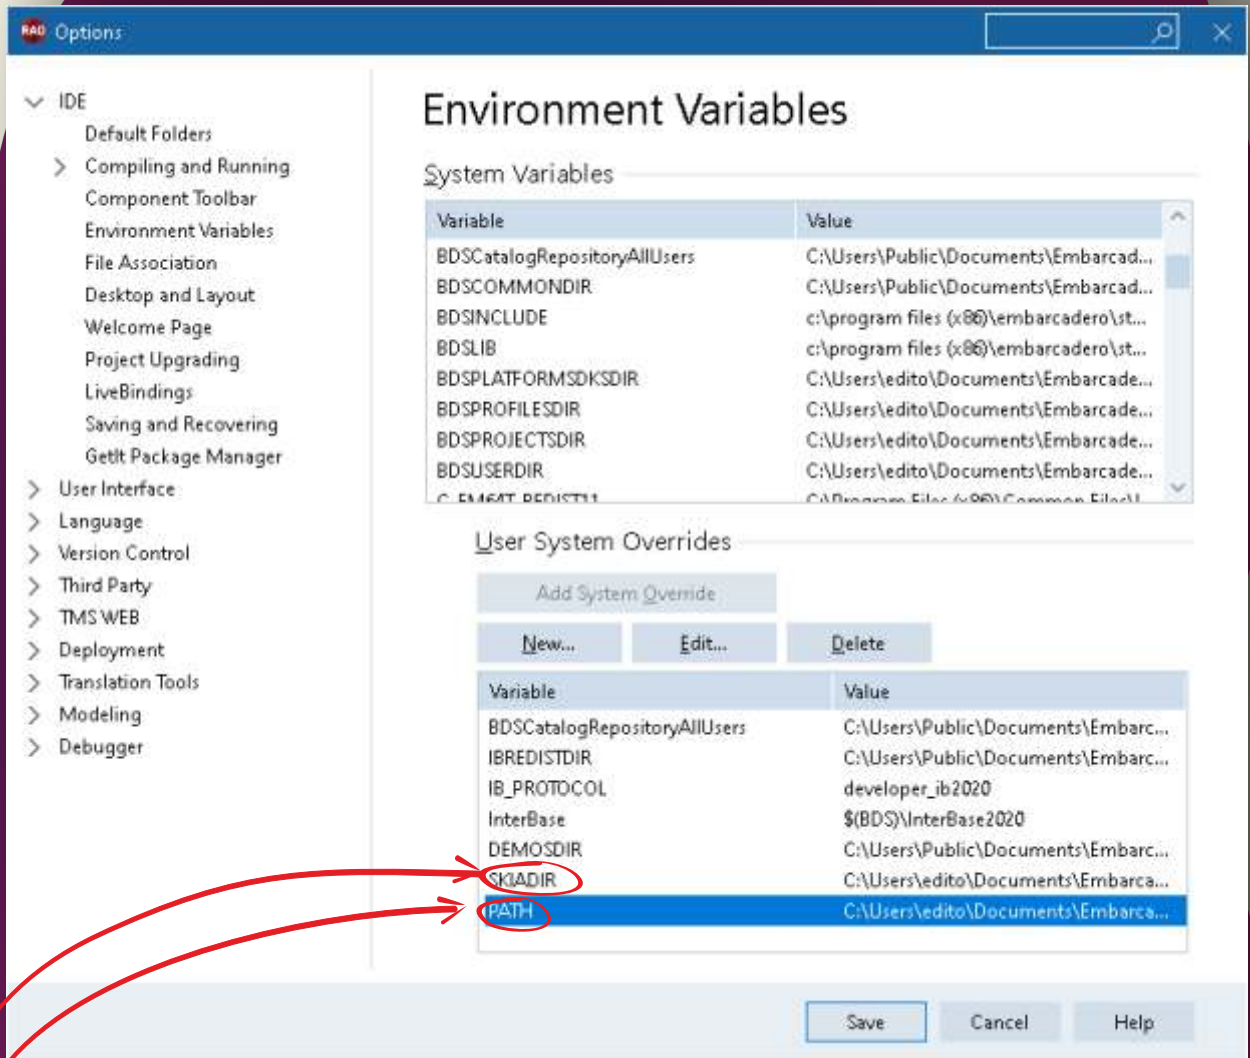 RAD Options
IDE
Default Folders
Compiling and Running
Component Toolbar
Environment Variables
File Association
Desktop and Layout
Welcome Page
Project Upgrading
LiveBindings
Saving and Recovering
GetIt Package Manager
User Interface
Language
Version Control
Third Party
TMS WEB
Deployment
Translation Tools
Modeling
Debugger
Environment Variables
System Variables
Variable Value
BDSCatalogRepositoryAllUsers C:\Users\Public\Documents\Embarcad...
BDSCOMMONDIR C:\Users\Public\Documents\Embarcad...
BDSINCLUDE c:\program files (x86)\embarcadero\st...
BDSLIB c:\program files (x86)\embarcadero\st...
BDSPLATFORMSDKSDIR C:\Users\edito\Documents\Embarcade...
BDSPROFILESDIR C:\Users\edito\Documents\Embarcade...
BDSPROJECTSDIR C:\Users\edito\Documents\Embarcade...
BDSUSERDIR C:\Users\edito\Documents\Embarcade...
C_EM64T_REDIST11 C:\Program Files (x86)\Common Files\I...
User System Overrides
Add System Override
New... Edit... Delete
Variable Value
BDSCatalogRepositoryAllUsers C:\Users\Public\Documents\Embarc...
IBREDISTDIR C:\Users\Public\Documents\Embarc...
IB_PROTOCOL developer_ib2020
InterBase $(BDS)\InterBase2020
DEMOSDIR C:\Users\Public\Documents\Embarc...
SKIADIR C:\Users\edito\Documents\Embarca...
PATH C:\Users\edito\Documents\Embarca...
Save Cancel Help